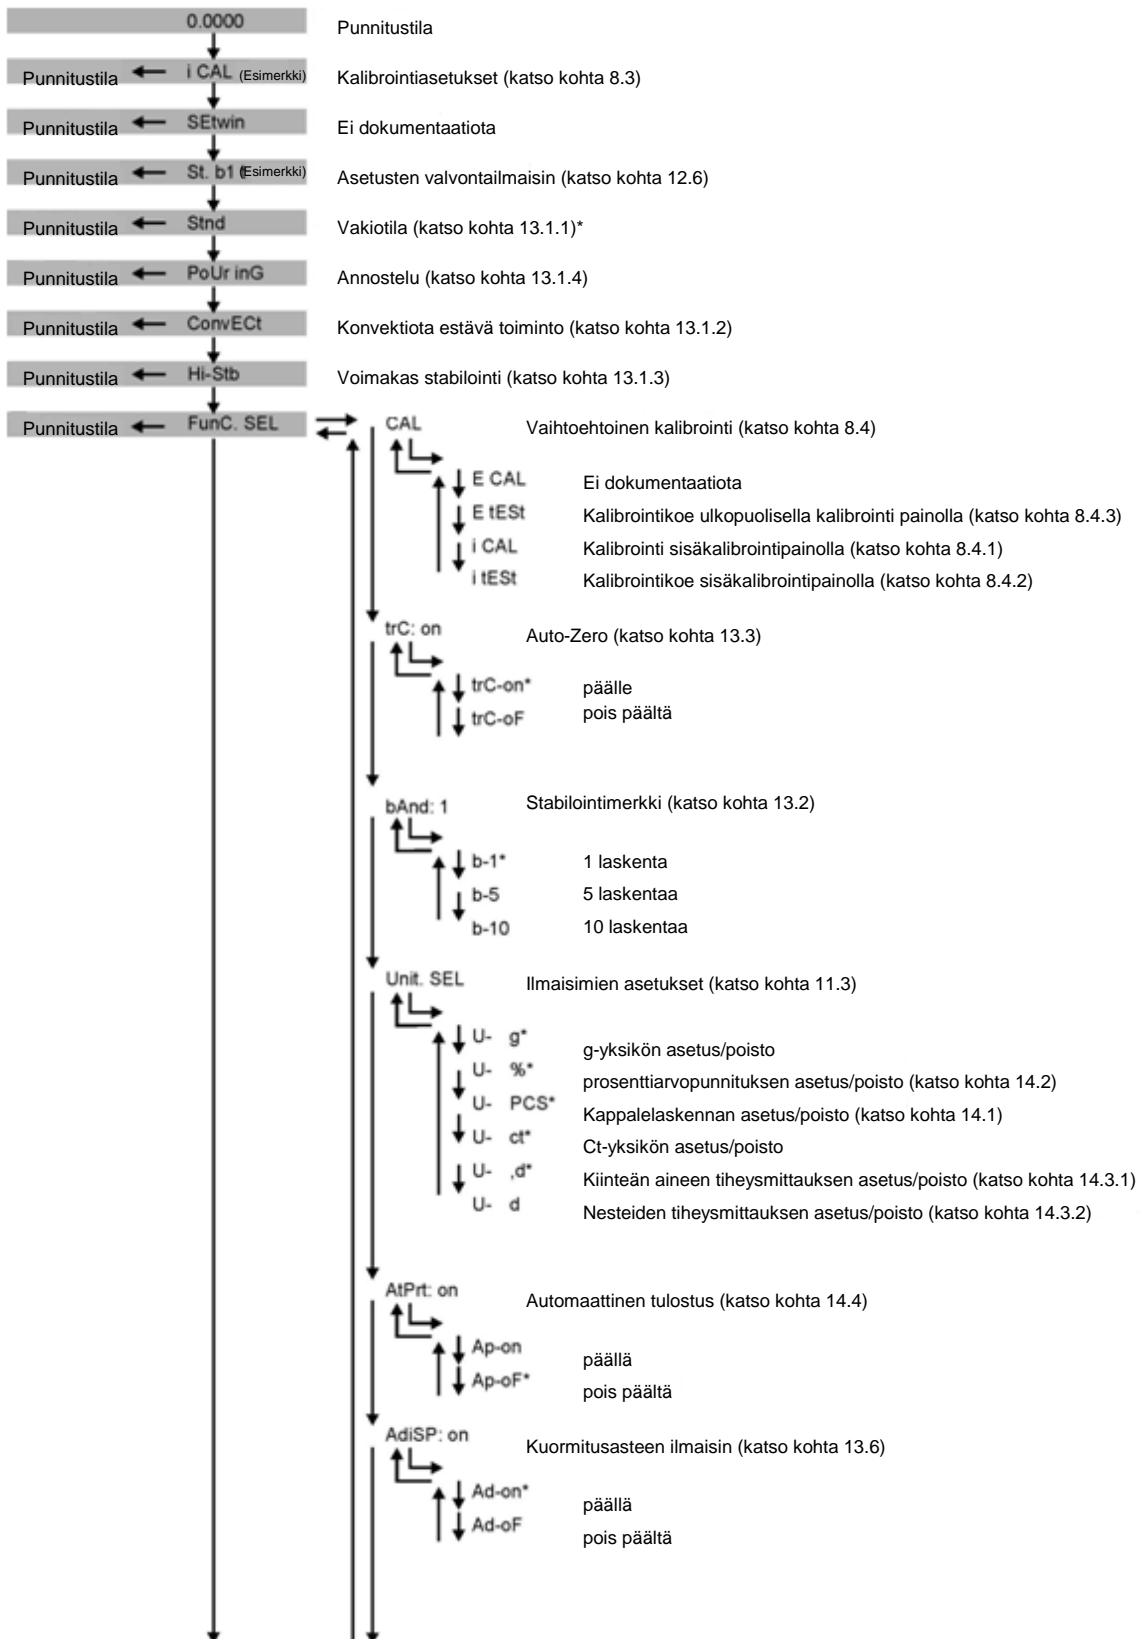 0.0000 Punnitustila
Punnitustila i CAL (Esimerkki) Kalibrointiasetukset (katso kohta 8.3)
Punnitustila SEtwin Ei dokumentaatiota
Punnitustila St. b1 (Esimerkki) Asetusten valvontailmaisin (katso kohta 12.6)
Punnitustila Stnd Vakiotila (katso kohta 13.1.1)*
Punnitustila PoUr inG Annostelu (katso kohta 13.1.4)
Punnitustila ConvECt Konvektiota estävä toiminto (katso kohta 13.1.2)
Punnitustila Hi-Stb Voimakas stabilointi (katso kohta 13.1.3)
Punnitustila FunC. SEL CAL Vaihtoehtoinen kalibrointi (katso kohta 8.4)
E CAL Ei dokumentaatiota
E tESt Kalibrointikoe ulkopuolisella kalibrointi painolla (katso kohta 8.4.3)
i CAL Kalibrointi sisäkalibrointipainolla (katso kohta 8.4.1)
i tESt Kalibrointikoe sisäkalibrointipainolla (katso kohta 8.4.2)
trC: on Auto-Zero (katso kohta 13.3)
trC-on* päälle
trC-oF pois päältä
bAnd: 1 Stabilointimerkki (katso kohta 13.2)
b-1* 1 laskenta
b-5 5 laskentaa
b-10 10 laskentaa
Unit. SEL Ilmaisimien asetukset (katso kohta 11.3)
U- g* g-yksikön asetus/poisto
U- %* prosenttiarvopunnituksen asetus/poisto (katso kohta 14.2)
U- PCS* Kappalelaskennan asetus/poisto (katso kohta 14.1)
U- ct* Ct-yksikön asetus/poisto
U- ,d* Kiinteän aineen tiheysmittauksen asetus/poisto (katso kohta 14.3.1)
U- d Nesteiden tiheysmittauksen asetus/poisto (katso kohta 14.3.2)
AtPrt: on Automaattinen tulostus (katso kohta 14.4)
Ap-on päällä
Ap-oF* pois päältä
AdiSP: on Kuormitusasteen ilmaisin (katso kohta 13.6)
Ad-on* päällä
Ad-oF pois päältä